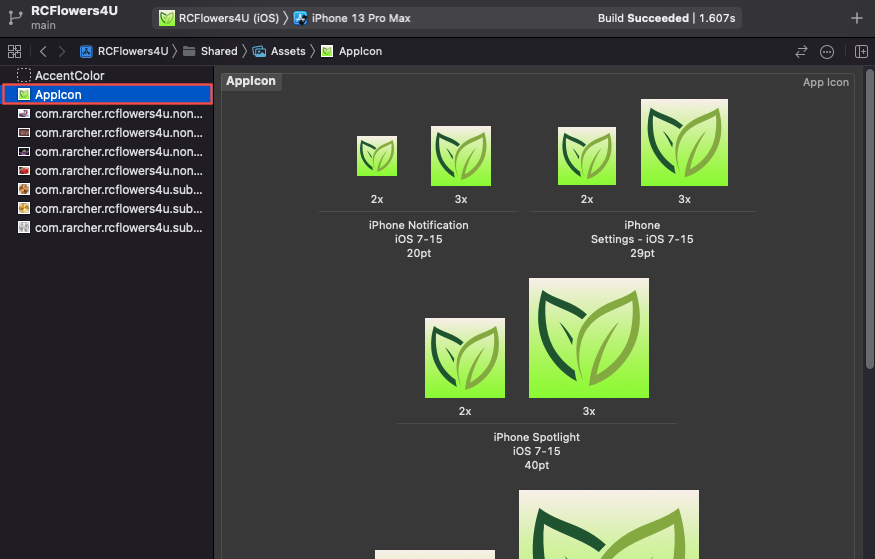 RCFlowers4U
main
RCFlowers4U (iOS) 〉 iPhone 13 Pro Max
Build Succeeded | 1.607s
RCFlowers4U 〉 Shared 〉 Assets 〉 AppIcon
AccentColor
AppIcon
com.rarcher.rcflowers4u.non...
com.rarcher.rcflowers4u.non...
com.rarcher.rcflowers4u.non...
com.rarcher.rcflowers4u.non...
com.rarcher.rcflowers4u.sub...
com.rarcher.rcflowers4u.sub...
com.rarcher.rcflowers4u.sub...
AppIcon
App Icon
2x 3x 2x 3x
iPhone Notification
iOS 7-15
20pt
iPhone
Settings - iOS 7-15
29pt
2x 3x
iPhone Spotlight
iOS 7-15
40pt